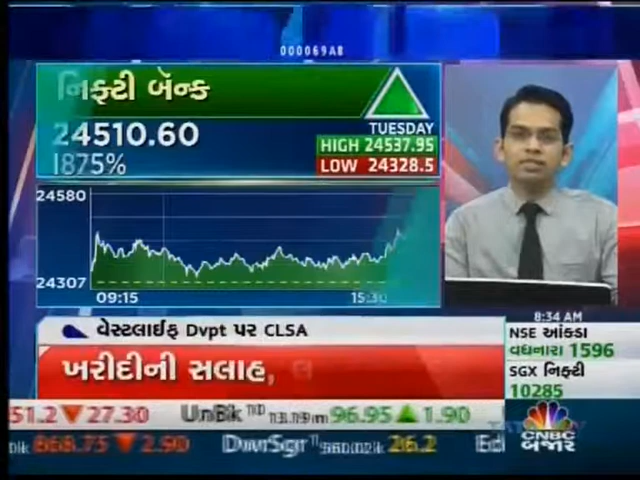 000069A8
નિફ્ટી બૅન્ક
24510.60
TUESDAY
HIGH 24537.95
LOW 24328.5
24580
24307
09:15
15:30
8:34 AM
વેસ્ટલાઈફ Dvpt પર CLSA
ખરીદીની સલાહ,
NSE આંકડા
વધનારા 1596
SGX નિફ્ટી
10285
51.2 ▼ 27.30 UnBk 96.95 ▲ 1.90
868.75 ▼ 2.90 DwrSgr 26.2 ▲
CNBC
બજાર